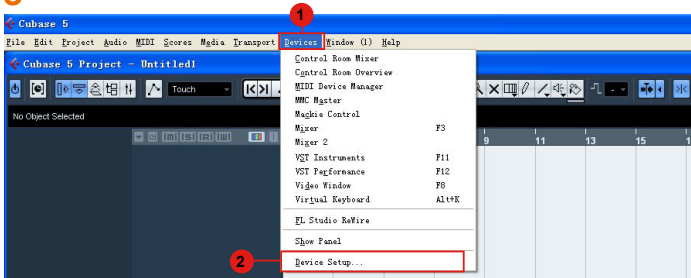 Cubase 5
1
File Edit Project Audio MIDI Scores Media Transport Devices Window (1) Help
Cubase 5 Project - Untitled1
Touch
No Object Selected
9 11 13 15
Control Room Mixer
Control Room Overview
MIDI Device Manager
MMC Master
Mackie Control
Mixer F3
Mixer 2
VST Instruments F11
VST Performance F12
Video Window F8
Virtual Keyboard Alt+K
FL Studio ReWire
Show Panel
2
Device Setup...